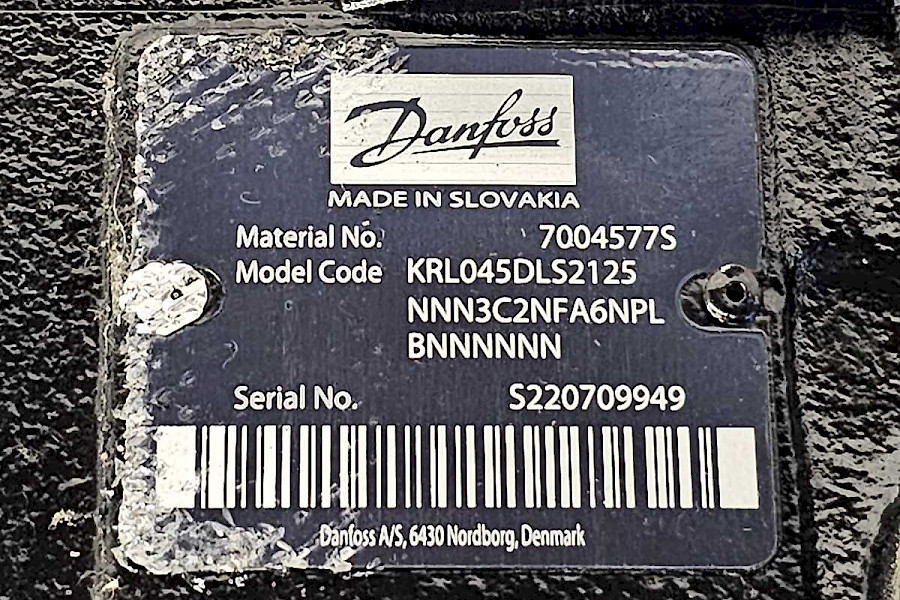 Danfoss
MADE IN SLOVAKIA
Material No. 7004577S
Model Code KRL045DLS2125
NNN3C2NFA6NPL
BNNNNNN
Serial No. S220709949
Danfoss A/S, 6430 Nordborg, Denmark